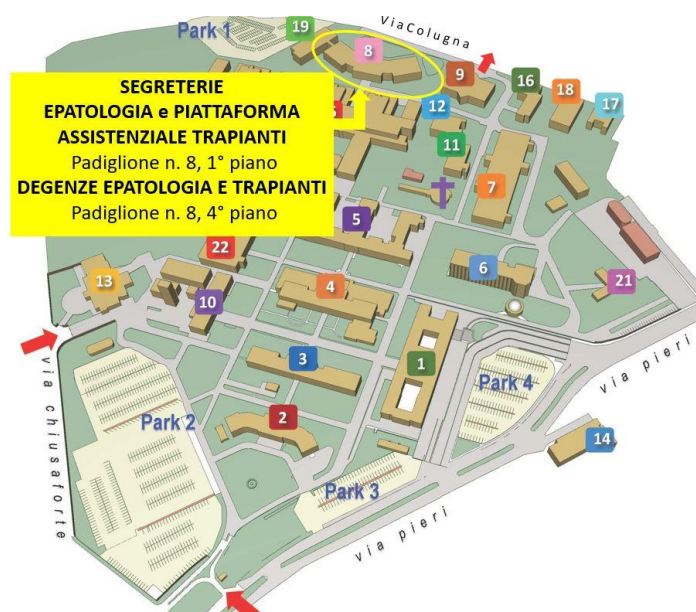 Park 1
19
8
ViaColugna
9
16
18
17
SEGRETERIE
EPATOLOGIA e PIATTAFORMA
ASSISTENZIALE TRAPIANTI
Padiglione n. 8, 1° piano
DEGENZE EPATOLOGIA E TRAPIANTI
Padiglione n. 8, 4° piano
12
11
7
5
22
6
13
10
4
21
3
1
Park 4
via pieri
via chiusaforte
Park 2
2
14
Park 3
via pieri